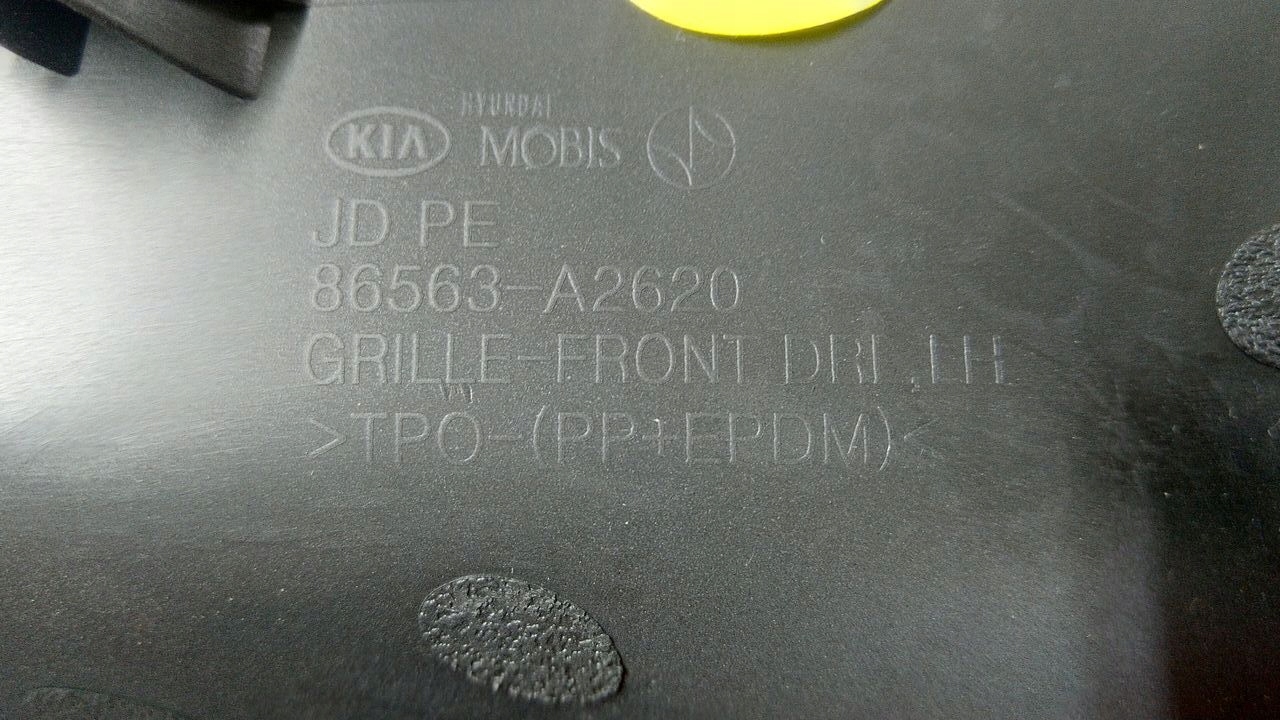 KIA HYUNDAI MOBIS
JD PE
86563-A2620
GRILLE-FRONT DRL,LH
>TPO-(PP+EPDM)<